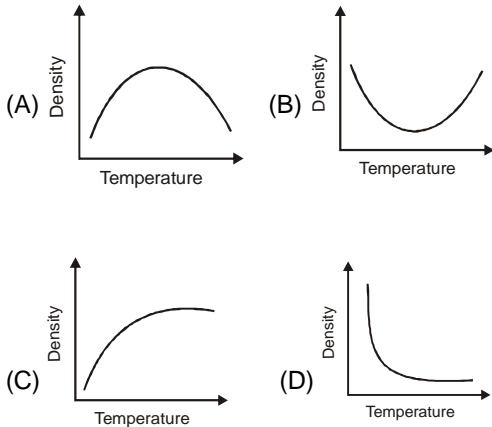 (A) Density
Temperature
(B) Density
Temperature
(C) Density
Temperature
(D) Density
Temperature